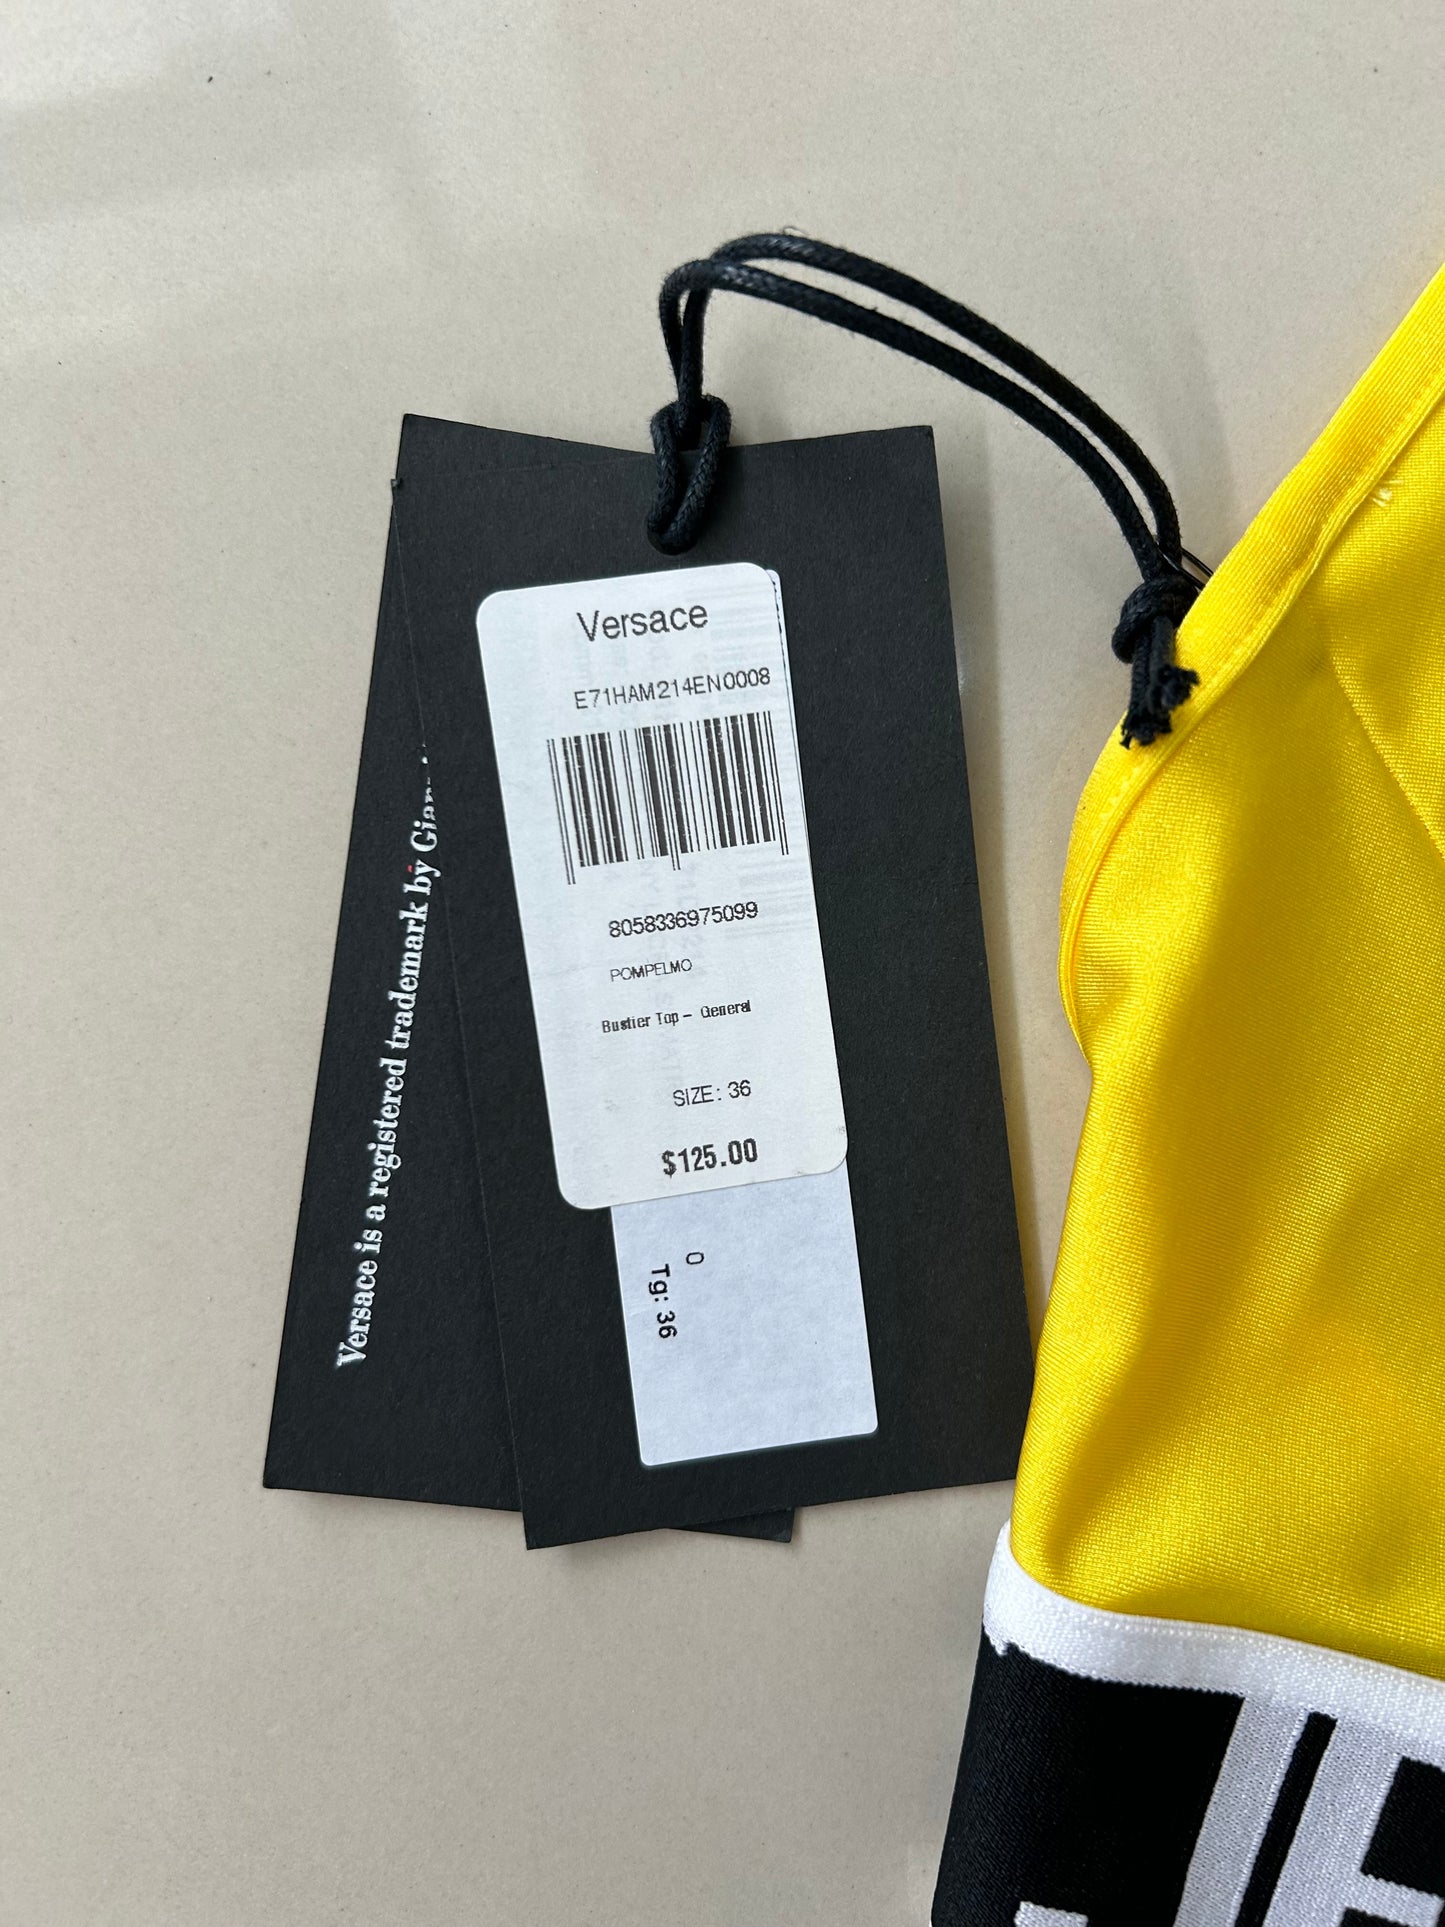 Versace
E71HAM214EN0008
8058336975099
POMPELMO
Bustier Top - General
SIZE: 36
$125.00
0
Tg: 36
Versace is a registered trademark by